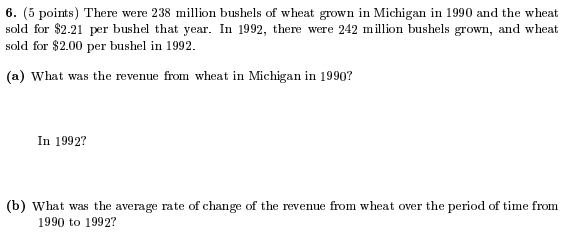 6. (5 points) There were 238 million bushels of wheat grown in Michigan in 1990 and the wheat
sold for $2.21 per bushel that year. In 1992, there were 242 million bushels grown, and wheat
sold for $2.00 per bushel in 1992.
(a) What was the revenue from wheat in Michigan in 1990?
In 1992?
(b) What was the average rate of change of the revenue from wheat over the period of time from
1990 to 1992?